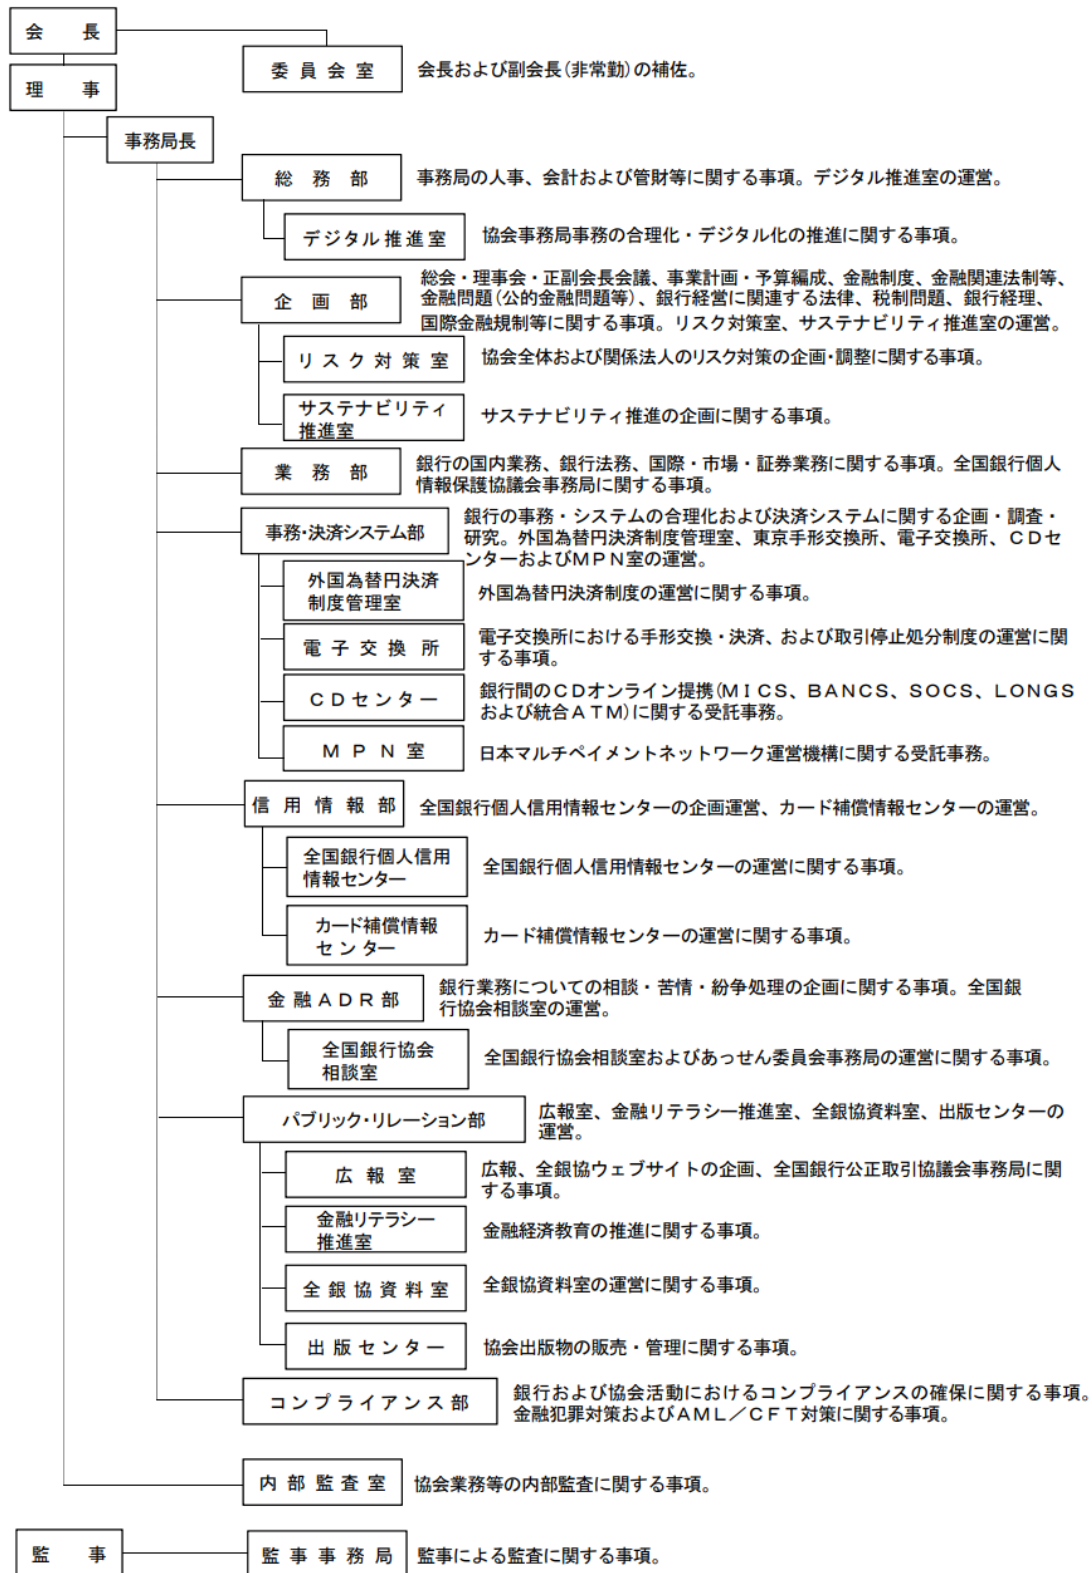 会長
委員会室
会長および副会長(非常勤)の補佐。
理事
事務局長
総務部
事務局の人事、会計および管財等に関する事項。デジタル推進室の運営。
デジタル推進室
協会事務局事務の合理化・デジタル化の推進に関する事項。
企画部
総会・理事会・正副会長会議、事業計画・予算編成、金融制度、金融関連法制等、
金融問題(公的金融問題等)、銀行経営に関連する法律、税制問題、銀行経理、
国際金融規制等に関する事項。リスク対策室、サステナビリティ推進室の運営。
リスク対策室
協会全体および関係法人のリスク対策の企画・調整に関する事項。
サステナビリティ
推進室
サステナビリティ推進の企画に関する事項。
業務部
銀行の国内業務、銀行法務、国際・市場・証券業務に関する事項。全国銀行個人
情報保護協議会事務局に関する事項。
事務・決済システム部
銀行の事務・システムの合理化および決済システムに関する企画・調査・
研究。外国為替円決済制度管理室、東京手形交換所、電子交換所、ＣＤセ
ンターおよびＭＰＮ室の運営。
外国為替円決済
制度管理室
外国為替円決済制度の運営に関する事項。
電子交換所
電子交換所における手形交換・決済、および取引停止処分制度の運営に関
する事項。
ＣＤセンター
銀行間のＣＤオンライン提携(ＭＩＣＳ、ＢＡＮＣＳ、ＳＯＣＳ、ＬＯＮＧＳ
および統合ＡＴＭ)に関する受託事務。
ＭＰＮ室
日本マルチペイメントネットワーク運営機構に関する受託事務。
信用情報部
全国銀行個人信用情報センターの企画運営、カード補償情報センターの運営。
全国銀行個人信用
情報センター
全国銀行個人信用情報センターの運営に関する事項。
カード補償情報
センター
カード補償情報センターの運営に関する事項。
金融ＡＤＲ部
銀行業務についての相談・苦情・紛争処理の企画に関する事項。全国銀
行協会相談室の運営。
全国銀行協会
相談室
全国銀行協会相談室およびあっせん委員会事務局の運営に関する事項。
パブリック・リレーション部
広報室、金融リテラシー推進室、全銀協資料室、出版センターの
運営。
広報室
広報、全銀協ウェブサイトの企画、全国銀行公正取引協議会事務局に関
する事項。
金融リテラシー
推進室
金融経済教育の推進に関する事項。
全銀協資料室
全銀協資料室の運営に関する事項。
出版センター
協会出版物の販売・管理に関する事項。
コンプライアンス部
銀行および協会活動におけるコンプライアンスの確保に関する事項。
金融犯罪対策およびＡＭＬ／ＣＦＴ対策に関する事項。
内部監査室
協会業務等の内部監査に関する事項。
監事
監事事務局
監事による監査に関する事項。